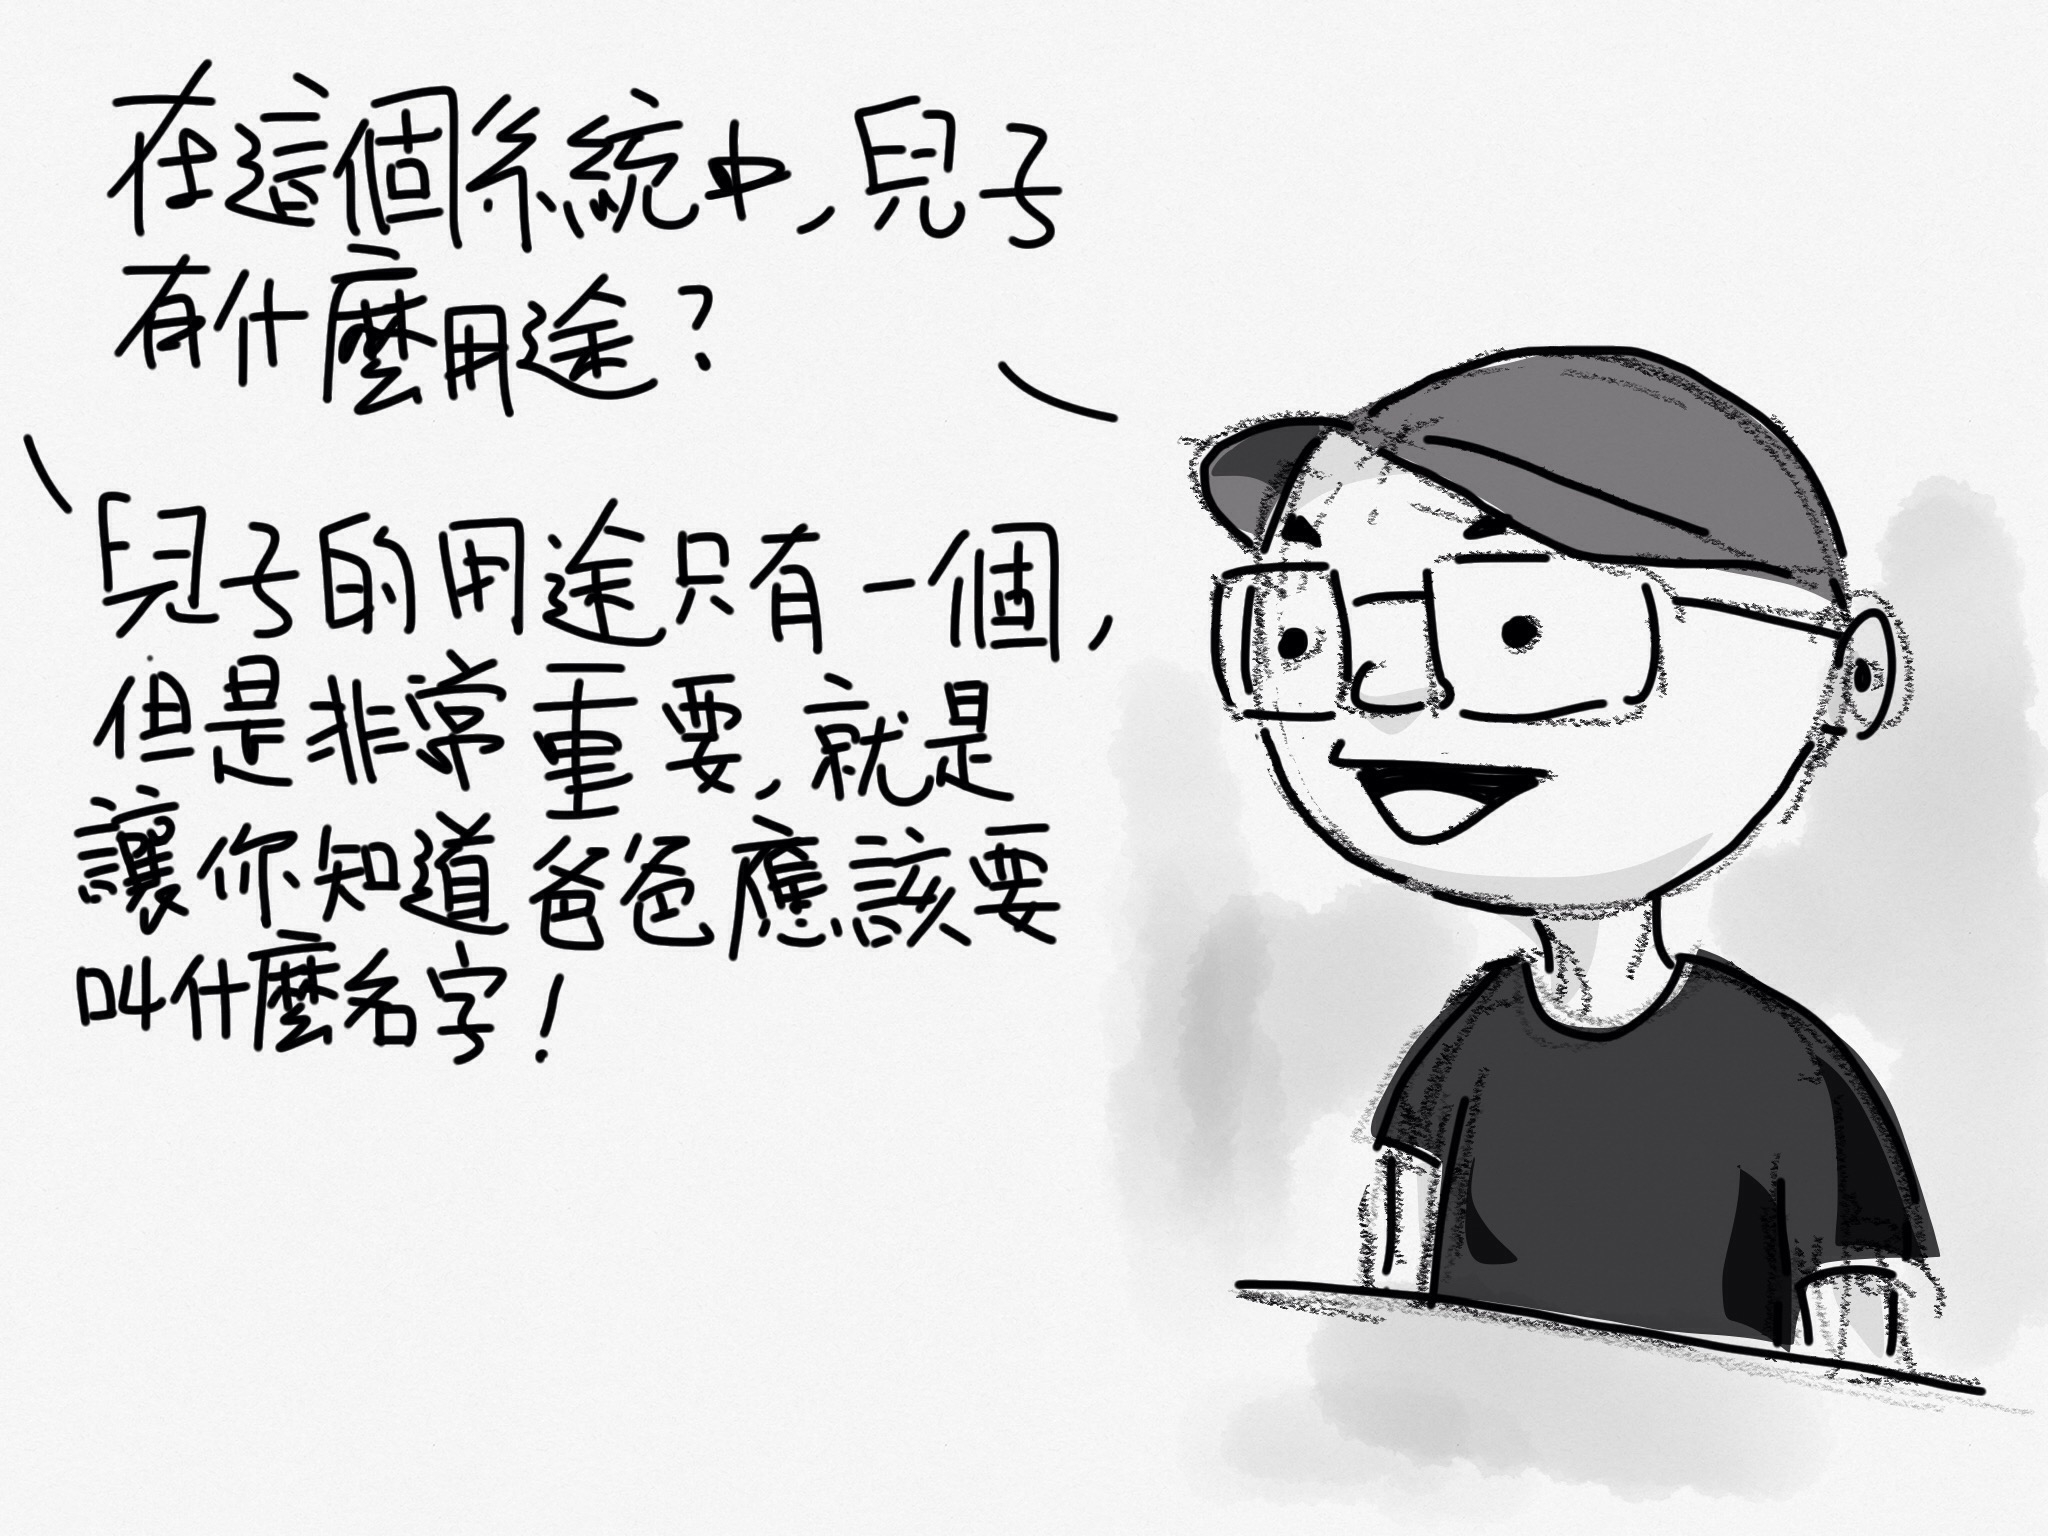 在這個系統中,兒子
有什麼用途?
兒子的用途只有一個,
但是非常重要,就是
讓你知道爸爸應該要
叫什麼名字!